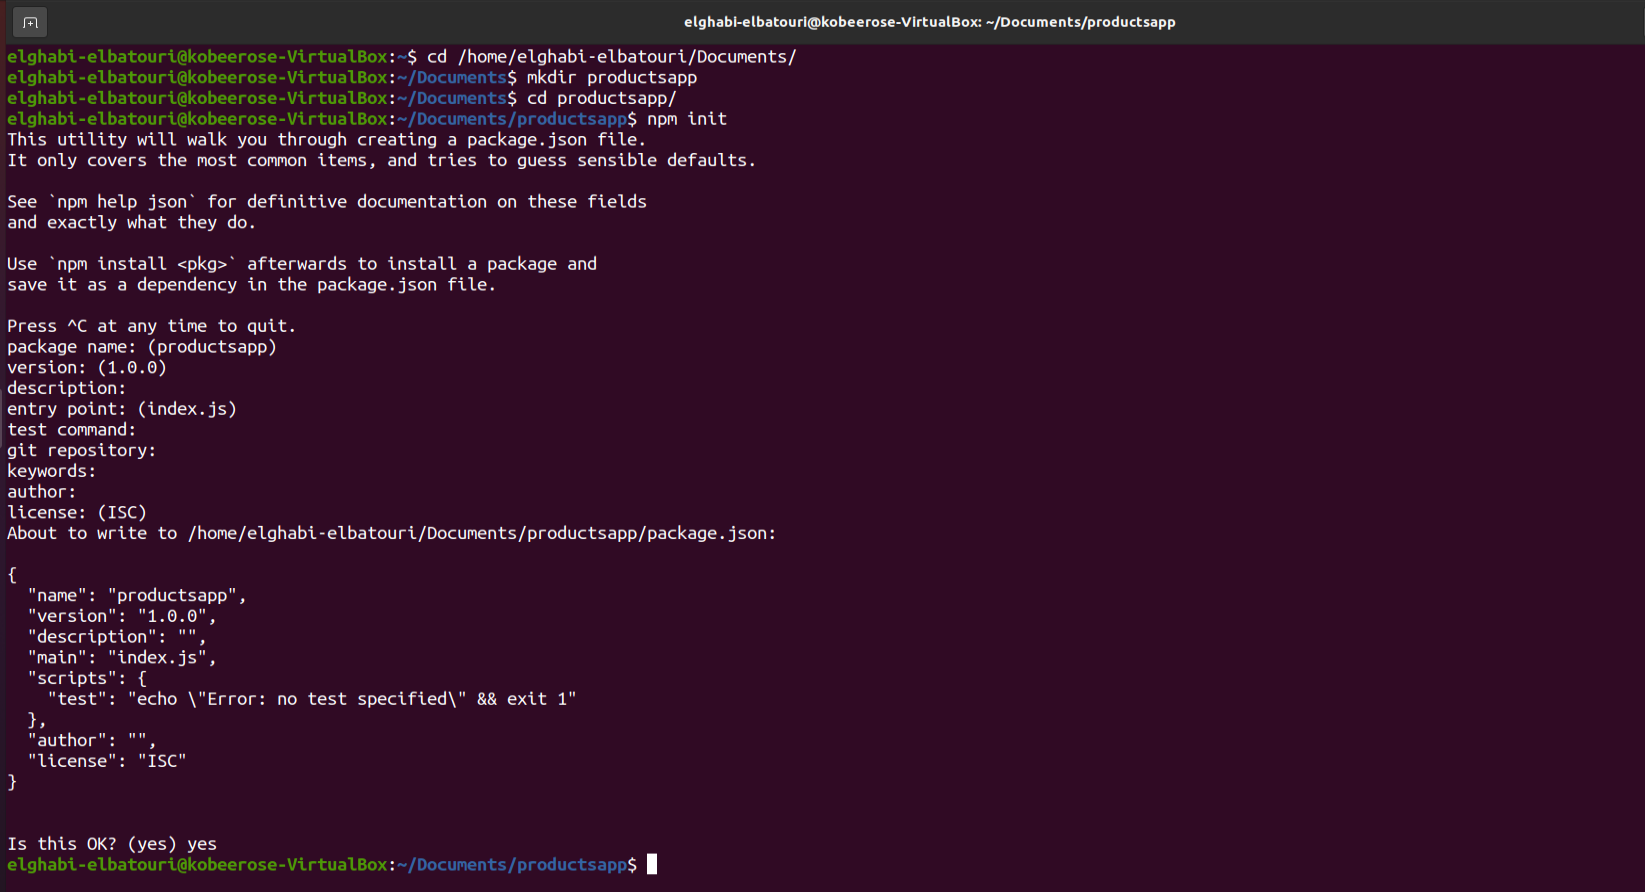 elghabi-elbatouri@kobeerose-VirtualBox: ~/Documents/productsapp
elghabi-elbatouri@kobeerose-VirtualBox:~$ cd /home/elghabi-elbatouri/Documents/
elghabi-elbatouri@kobeerose-VirtualBox:~/Documents$ mkdir productsapp
elghabi-elbatouri@kobeerose-VirtualBox:~/Documents$ cd productsapp/
elghabi-elbatouri@kobeerose-VirtualBox:~/Documents/productsapp$ npm init
This utility will walk you through creating a package.json file.
It only covers the most common items, and tries to guess sensible defaults.

See `npm help json` for definitive documentation on these fields
and exactly what they do.

Use `npm install <pkg>` afterwards to install a package and
save it as a dependency in the package.json file.

Press ^C at any time to quit.
package name: (productsapp)
version: (1.0.0)
description:
entry point: (index.js)
test command:
git repository:
keywords:
author:
license: (ISC)
About to write to /home/elghabi-elbatouri/Documents/productsapp/package.json:

{
  "name": "productsapp",
  "version": "1.0.0",
  "description": "",
  "main": "index.js",
  "scripts": {
    "test": "echo \"Error: no test specified\" && exit 1"
  },
  "author": "",
  "license": "ISC"
}

Is this OK? (yes) yes
elghabi-elbatouri@kobeerose-VirtualBox:~/Documents/productsapp$